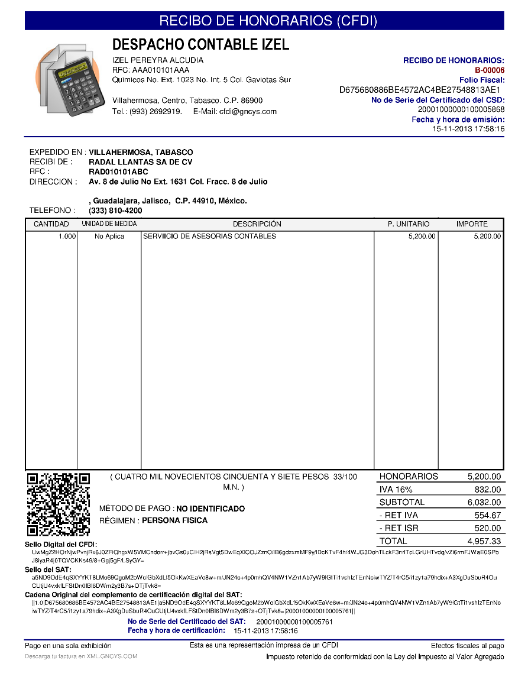 RECIBO DE HONORARIOS (CFDI)
DESPACHO CONTABLE IZEL
IZEL PEREYRA ALCUDIA
RFC: AAA010101AAA
Químicos No. Ext. 1023 No. Int. 5 Col. Gaviotas Sur
Villahermosa, Centro, Tabasco. C.P. 86900
Tel.: (993) 2692919. E-Mail: cfdi@gncys.com
RECIBO DE HONORARIOS:
B-00006
Folio Fiscal:
D675680886BE4572AC4BE27548813AE1
No de Serie del Certificado del CSD:
20001000000100005868
Fecha y hora de emisión:
15-11-2013 17:58:16
EXPEDIDO EN : VILLAHERMOSA, TABASCO
RECIBI DE : RADAL LLANTAS SA DE CV
RFC : RAD010101ABC
DIRECCION : Av. 8 de Julio No Ext. 1631 Col. Fracc. 8 de Julio
, Guadalajara, Jalisco, C.P. 44910, México.
TELEFONO : (333) 810-4200
CANTIDAD UNIDAD DE MEDIDA DESCRIPCIÓN P. UNITARIO IMPORTE
1.000 No Aplica SERVIICIO DE ASESORIAS CONTABLES 5,200.00 5,200.00
( CUATRO MIL NOVECIENTOS CINCUENTA Y SIETE PESOS 33/100
M.N. )
MÉTODO DE PAGO : NO IDENTIFICADO
RÉGIMEN : PERSONA FISICA
HONORARIOS 5,200.00
IVA 16% 832.00
SUBTOTAL 6,032.00
- RET IVA 554.67
- RET ISR 520.00
TOTAL 4,957.33
Sello Digital del CFDI:
Sello del SAT:
Cadena Original del complemento de certificación digital del SAT:
No de Serie del Certificado del SAT: 20001000000100005761
Fecha y hora de certificación: 15-11-2013 17:58:16
Pago en una sola exhibición Esta es una representación impresa de un CFDI Efectos fiscales al pago
Descarga tu factura en XML.GNCYS.COM Impuesto retenido de conformidad con la Ley del Impuesto al Valor Agregado